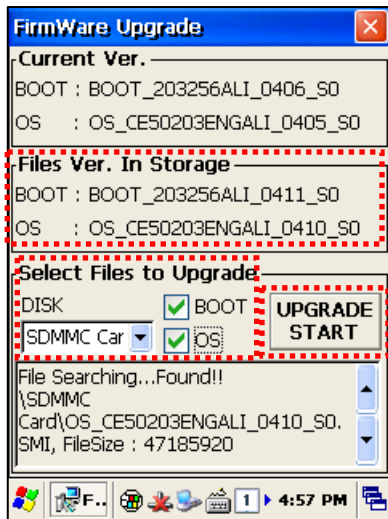 FirmWare Upgrade
Current Ver.
BOOT : BOOT_203256ALI_0406_S0
OS : OS_CE50203ENGALI_0405_S0
Files Ver. In Storage
BOOT : BOOT_203256ALI_0411_S0
OS : OS_CE50203ENGALI_0410_S0
Select Files to Upgrade
DISK
BOOT
SDMMC Car
OS
UPGRADE
START
File Searching...Found!!
\SDMMC
Card\OS_CE50203ENGALI_0410_S0.
SMI, FileSize : 47185920
F.. 1 4:57 PM